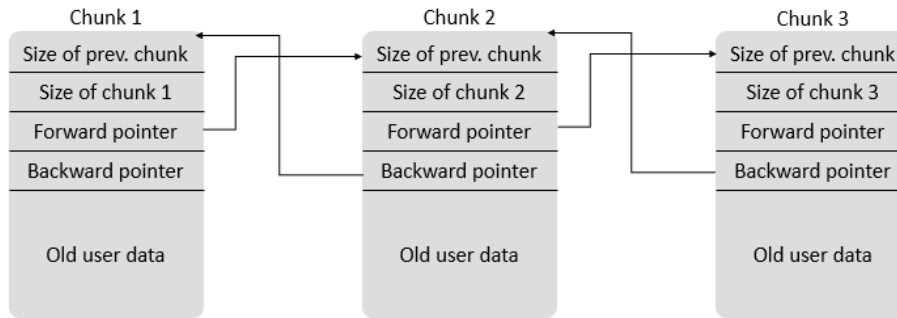 Chunk 1
Size of prev. chunk
Size of chunk 1
Forward pointer
Backward pointer
Old user data
Chunk 2
Size of prev. chunk
Size of chunk 2
Forward pointer
Backward pointer
Old user data
Chunk 3
Size of prev. chunk
Size of chunk 3
Forward pointer
Backward pointer
Old user data